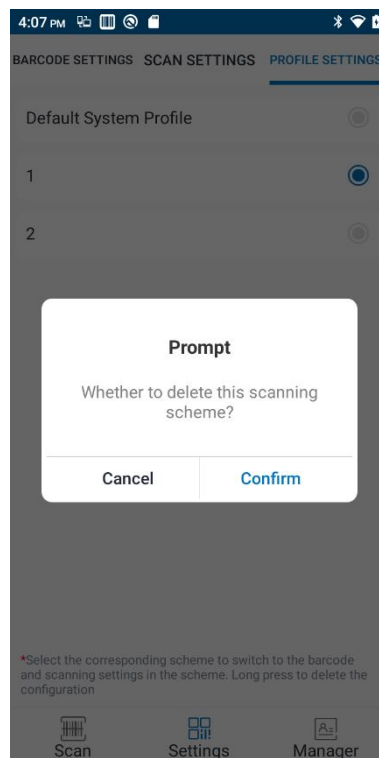 4:07 PM
BARCODE SETTINGS SCAN SETTINGS PROFILE SETTINGS
Default System Profile
1
2
Prompt
Whether to delete this scanning
scheme?
Cancel Confirm
*Select the corresponding scheme to switch to the barcode
and scanning settings in the scheme. Long press to delete the
configuration
Scan Settings Manager